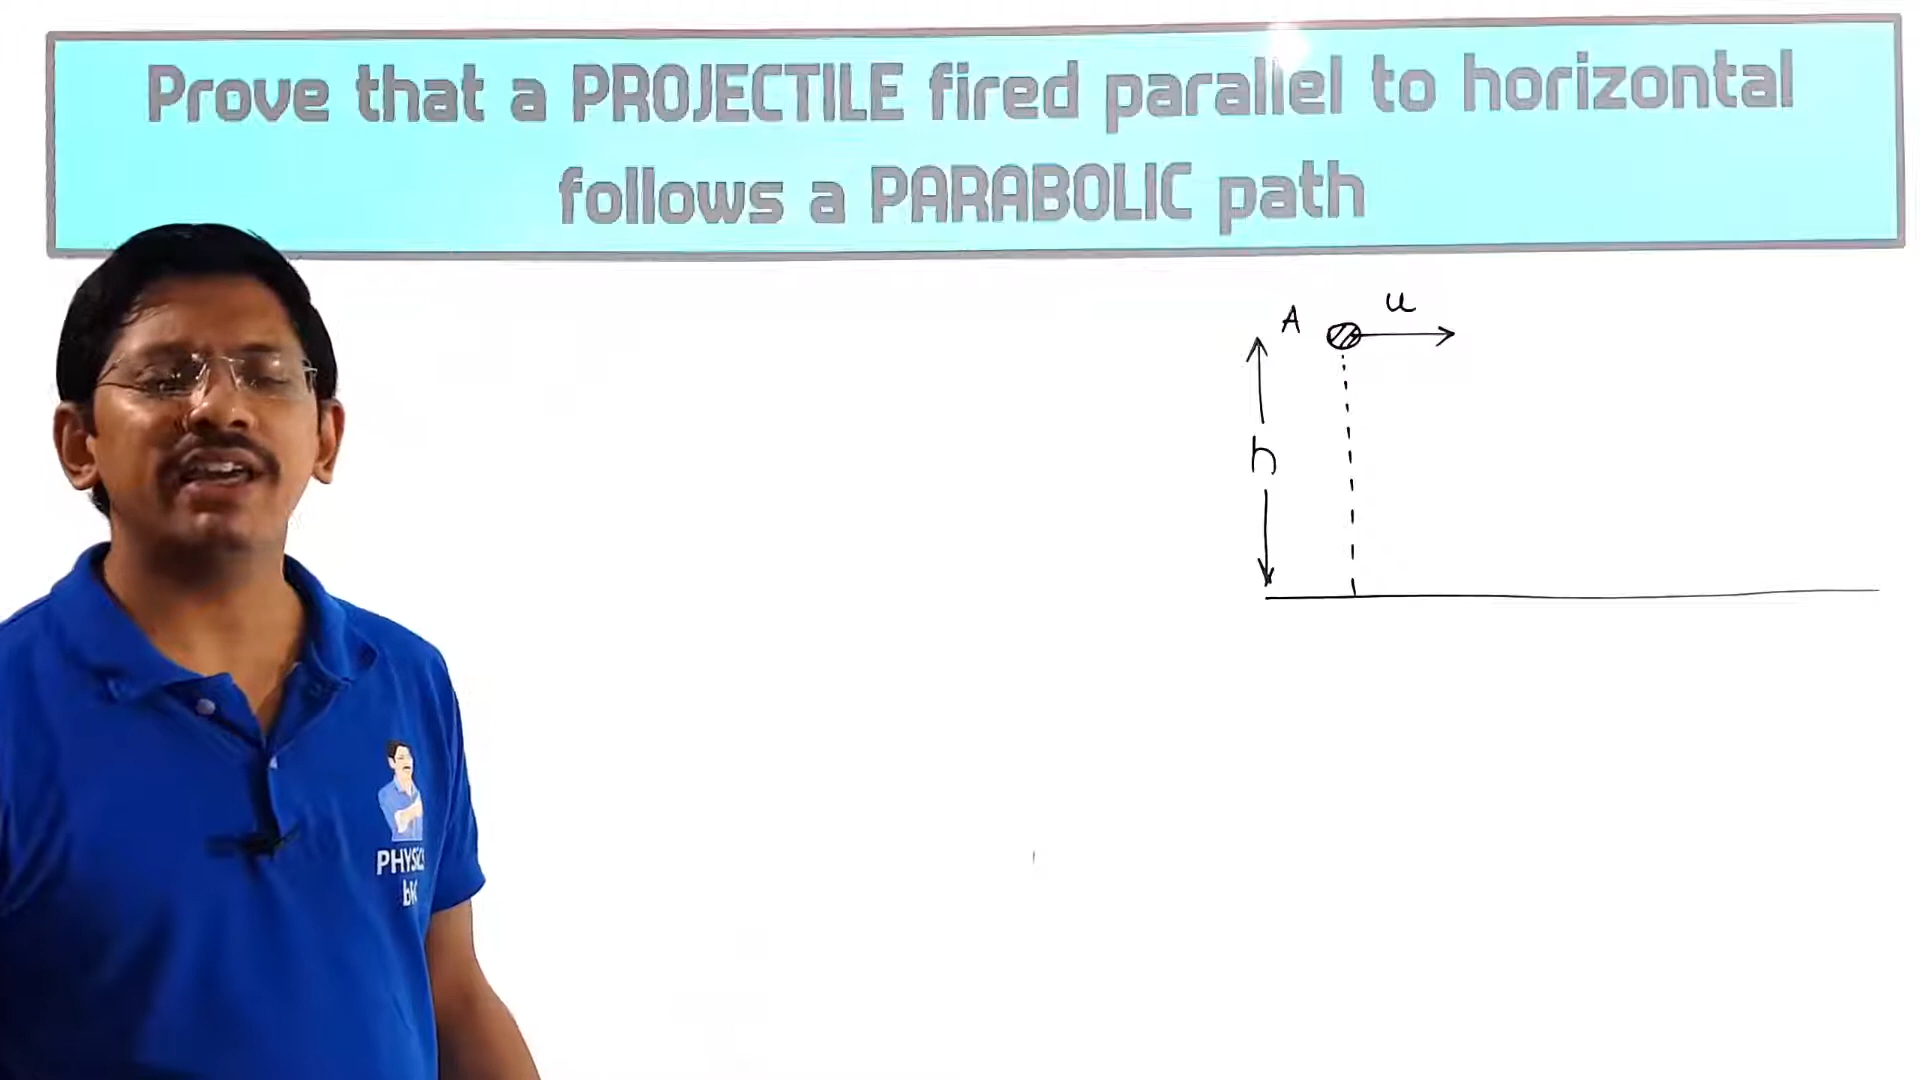 Prove that a PROJECTILE fired parallel to horizontal
follows a PARABOLIC path
A
u
h
PHYSICS